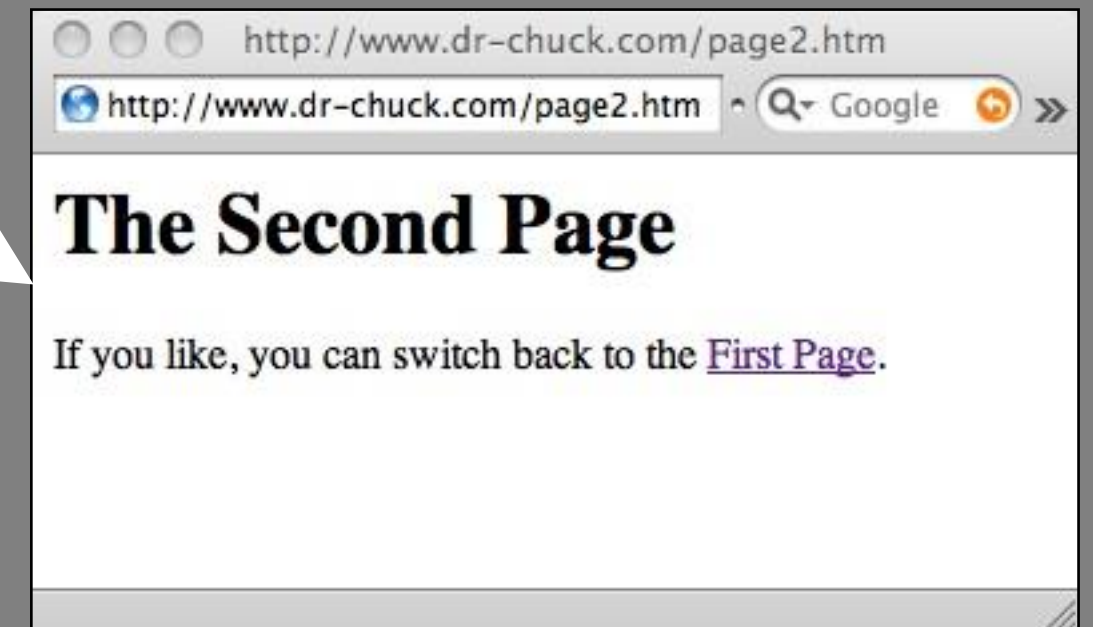 http://www.dr-chuck.com/page2.htm
http://www.dr-chuck.com/page2.htm Google
The Second Page
If you like, you can switch back to the First Page.